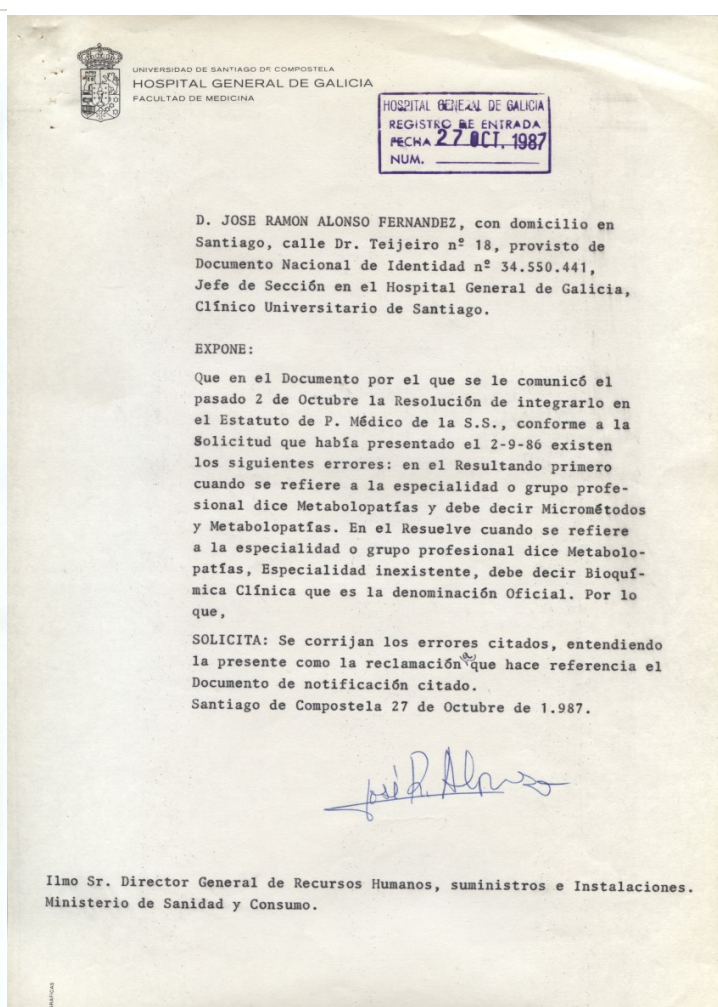 UNIVERSIDAD DE SANTIAGO DE COMPOSTELA
HOSPITAL GENERAL DE GALICIA
FACULTAD DE MEDICINA
HOSPITAL GENERAL DE GALICIA
REGISTRO DE ENTRADA
FECHA 27 OCT. 1987
NUM.
D. JOSE RAMON ALONSO FERNANDEZ, con domicilio en
Santiago, calle Dr. Teijeiro nº 18, provisto de
Documento Nacional de Identidad nº 34.550.441,
Jefe de Sección en el Hospital General de Galicia,
Clínico Universitario de Santiago.
EXPONE:
Que en el Documento por el que se le comunicó el
pasado 2 de Octubre la Resolución de integrarlo en
el Estatuto de P. Médico de la S.S., conforme a la
Solicitud que había presentado el 2-9-86 existen
los siguientes errores: en el Resultando primero
cuando se refiere a la especialidad o grupo profe-
sional dice Metabolopatías y debe decir Micrométodos
y Metabolopatías. En el Resuelve cuando se refiere
a la especialidad o grupo profesional dice Metabolo-
patías, Especialidad inexistente, debe decir Bioquí-
mica Clínica que es la denominación Oficial. Por lo
que,
SOLICITA: Se corrijan los errores citados, entendiendo
la presente como la reclamación a que hace referencia el
Documento de notificación citado.
Santiago de Compostela 27 de Octubre de 1.987.
José R. Alonso
Ilmo Sr. Director General de Recursos Humanos, suministros e Instalaciones.
Ministerio de Sanidad y Consumo.